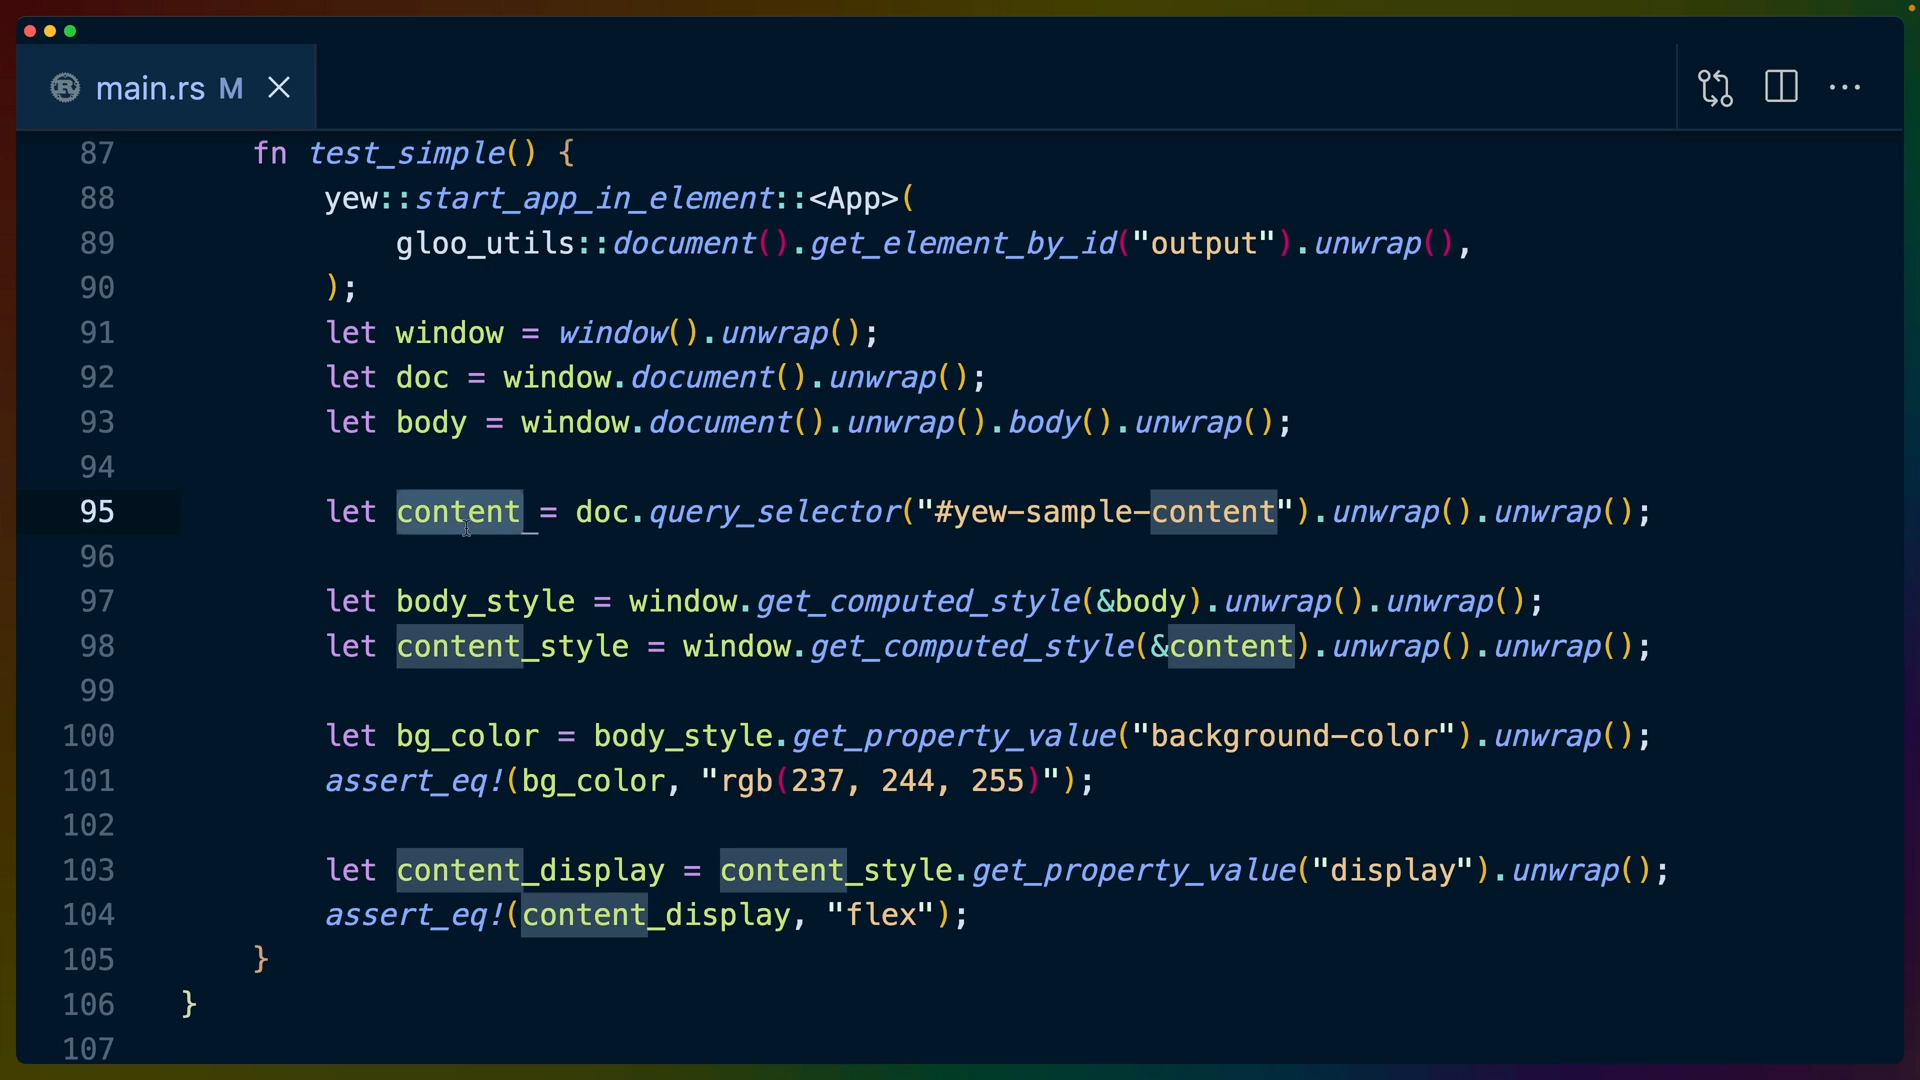 main.rs M
87 fn test_simple() {
88 yew::start_app_in_element::<App>(
89 gloo_utils::document().get_element_by_id("output").unwrap(),
90 );
91 let window = window().unwrap();
92 let doc = window.document().unwrap();
93 let body = window.document().unwrap().body().unwrap();
94
95 let content = doc.query_selector("#yew-sample-content").unwrap().unwrap();
96
97 let body_style = window.get_computed_style(&body).unwrap().unwrap();
98 let content_style = window.get_computed_style(&content).unwrap().unwrap();
99
100 let bg_color = body_style.get_property_value("background-color").unwrap();
101 assert_eq!(bg_color, "rgb(237, 244, 255)");
102
103 let content_display = content_style.get_property_value("display").unwrap();
104 assert_eq!(content_display, "flex");
105 }
106 }
107